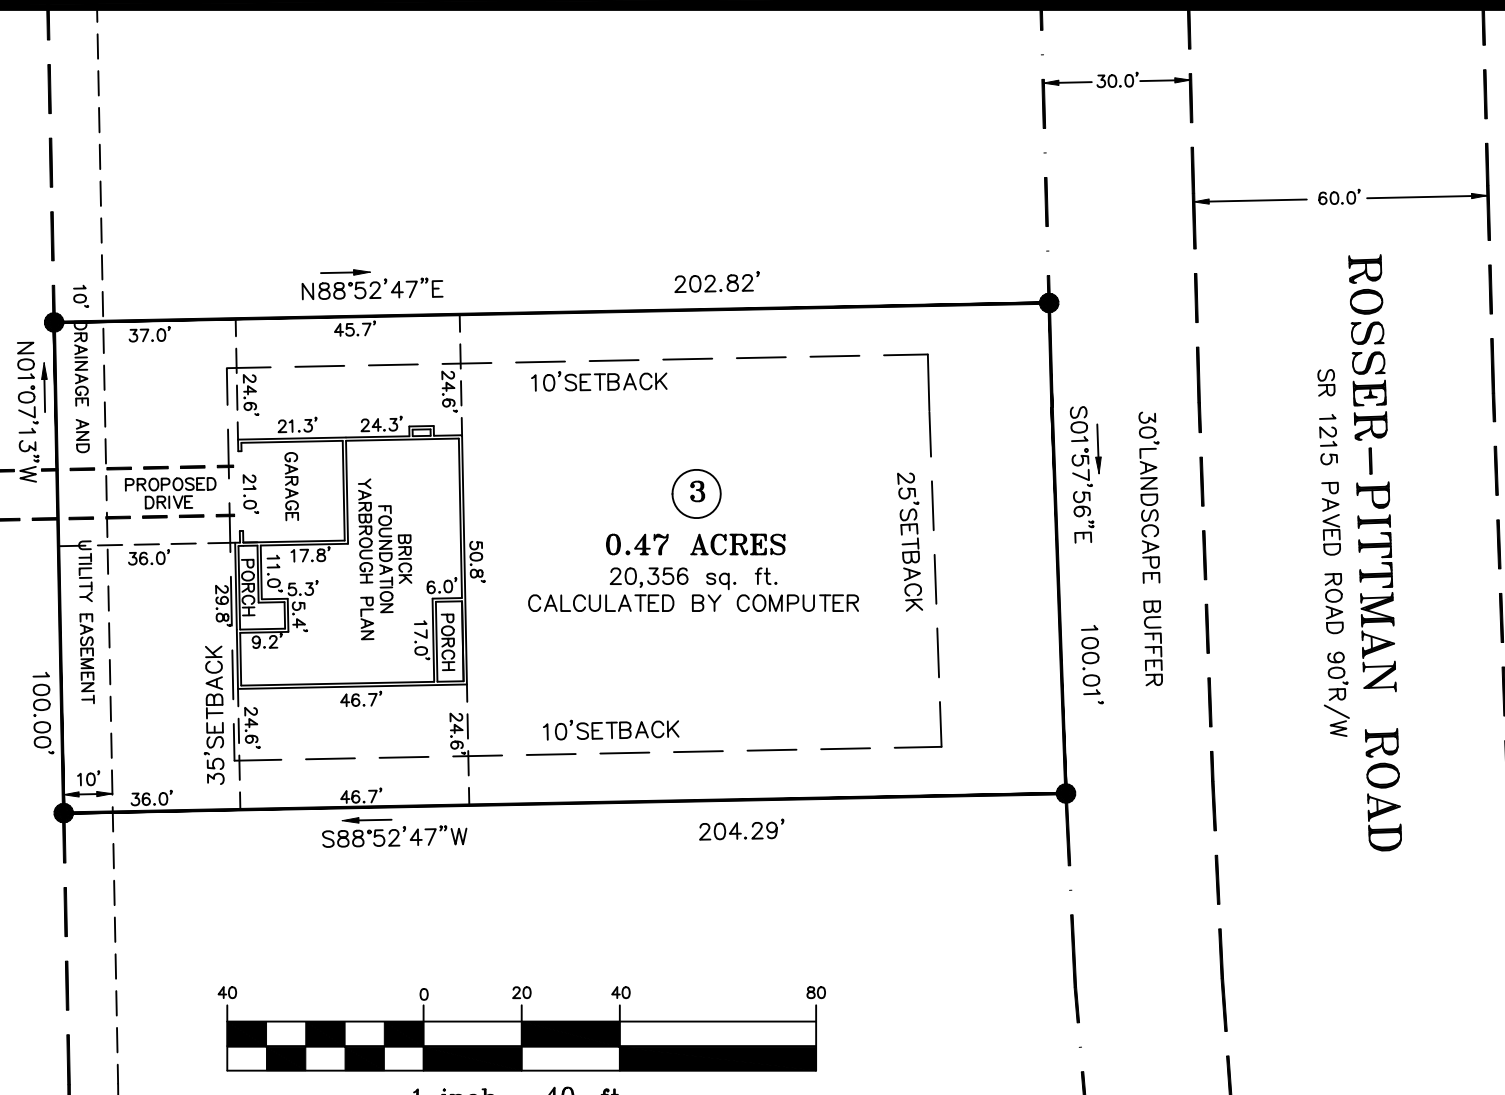 30.0'
60.0'
N88°52'47"E
202.82'
37.0'
45.7'
10' DRAINAGE AND
UTILITY EASEMENT
N01°07'13"W
100.00'
24.6'
24.6'
10'SETBACK
21.3'
24.3'
GARAGE
21.0'
PROPOSED
DRIVE
36.0'
17.8'
11.0'
5.3'
5.4'
9.2'
PORCH
29.8'
BRICK
FOUNDATION
YARBROUGH PLAN
50.8'
6.0'
17.0'
PORCH
3
0.47 ACRES
20,356 sq. ft.
CALCULATED BY COMPUTER
25'SETBACK
S01°57'56"E
100.01'
30'LANDSCAPE BUFFER
ROSSER-PITTMAN ROAD
SR 1215 PAVED ROAD 90'R/W
46.7'
35'SETBACK
24.6'
24.6'
10'SETBACK
10'
36.0'
46.7'
S88°52'47"W
204.29'
40 0 20 40 80
1 inch 40 ft